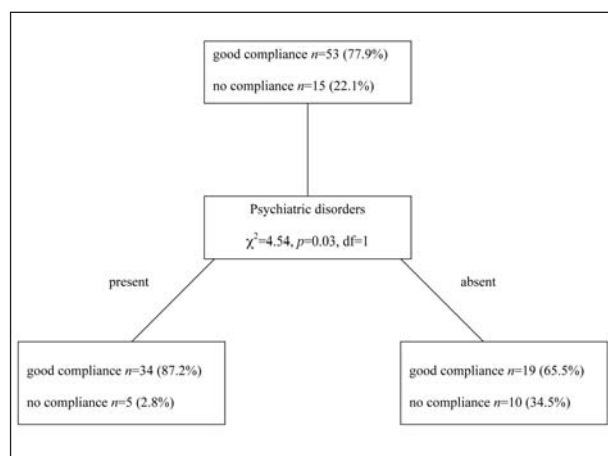 good compliance n=53 (77.9%)
no compliance n=15 (22.1%)
Psychiatric disorders
χ²=4.54, p=0.03, df=1
present
absent
good compliance n=34 (87.2%)
no compliance n=5 (2.8%)
good compliance n=19 (65.5%)
no compliance n=10 (34.5%)